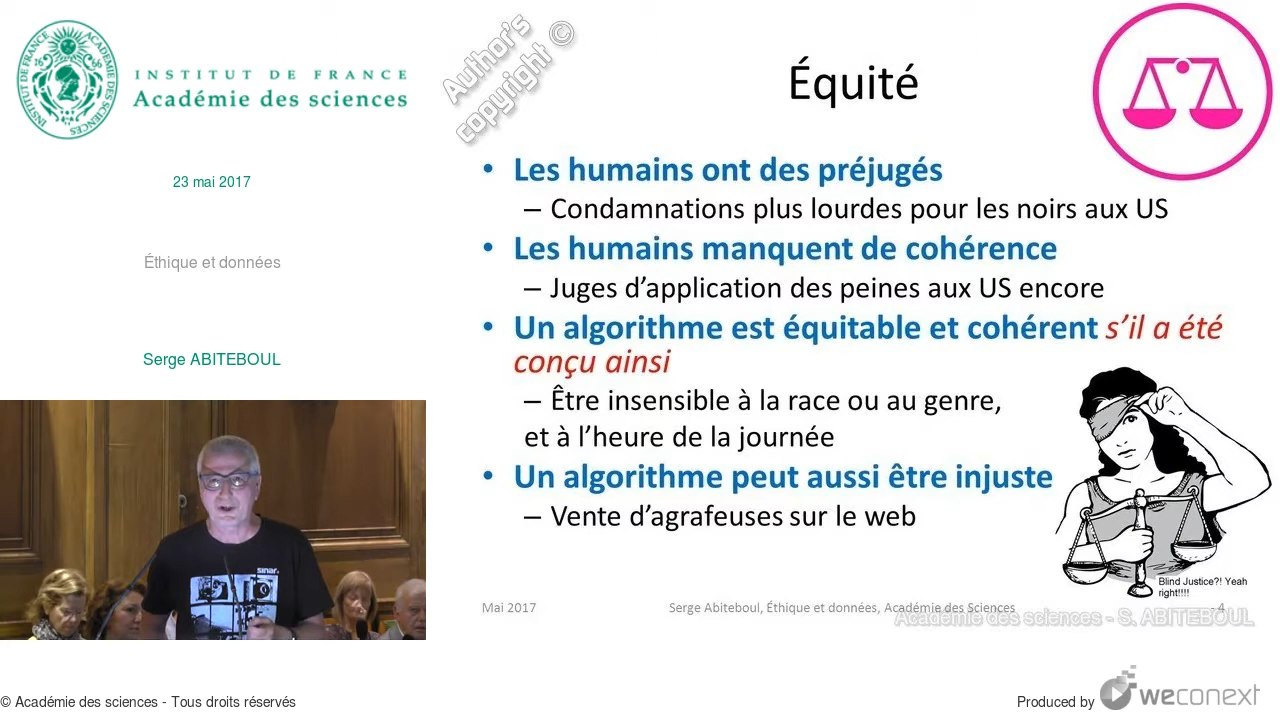 INSTITUT DE FRANCE
Académie des sciences
23 mai 2017
Éthique et données
Serge ABITEBOUL
Author's
copyright ©
Équité
• Les humains ont des préjugés
– Condamnations plus lourdes pour les noirs aux US
• Les humains manquent de cohérence
– Juges d’application des peines aux US encore
• Un algorithme est équitable et cohérent s’il a été
conçu ainsi
– Être insensible à la race ou au genre,
et à l’heure de la journée
• Un algorithme peut aussi être injuste
– Vente d’agrafeuses sur le web
Blind Justice?! Yeah
right!!!!
Mai 2017
Serge Abiteboul, Éthique et données, Académie des Sciences
- 4
Académie des sciences - S. ABITEBOUL
sinar
© Académie des sciences - Tous droits réservés
Produced by
weconext